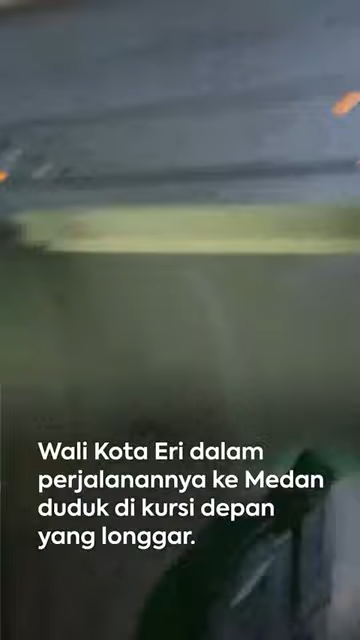 Wali Kota Eri dalam
perjalanannya ke Medan
duduk di kursi depan
yang longgar.